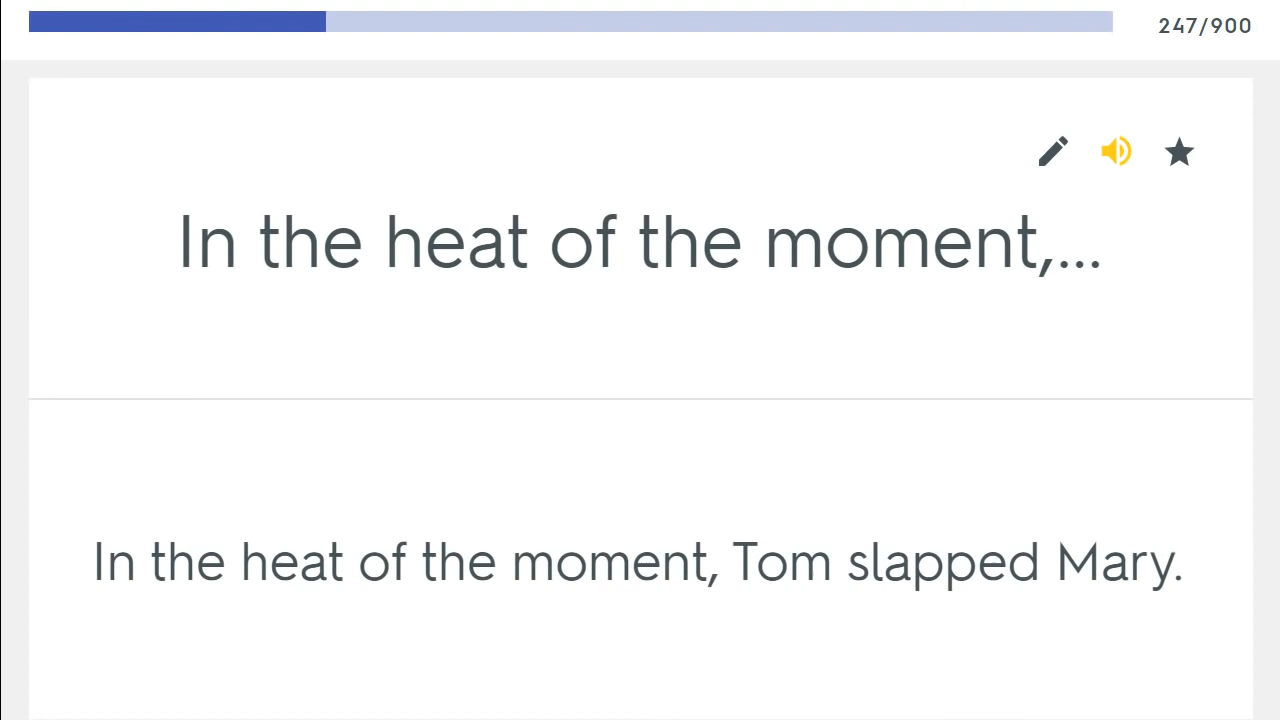 247/900
In the heat of the moment,...
In the heat of the moment, Tom slapped Mary.